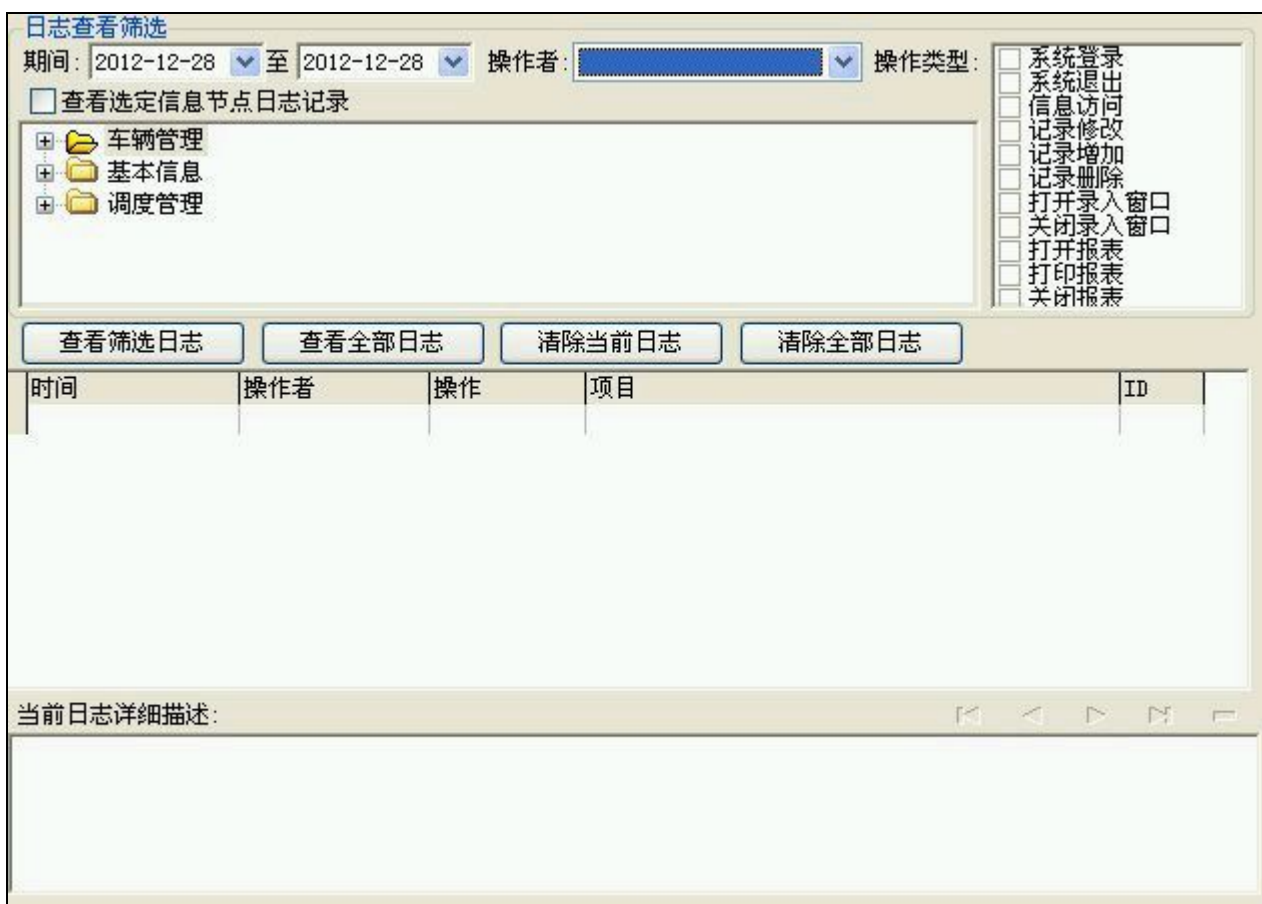 日志查看筛选
期间: 2012-12-28 至 2012-12-28 操作者: 操作类型:
系统登录
系统退出
信息访问
记录修改
记录增加
记录删除
打开录入窗口
关闭录入窗口
打开报表
打印报表
关闭报表
查看选定信息节点日志记录
车辆管理
基本信息
调度管理
查看筛选日志 查看全部日志 清除当前日志 清除全部日志
时间 操作者 操作 项目 ID
当前日志详细描述: